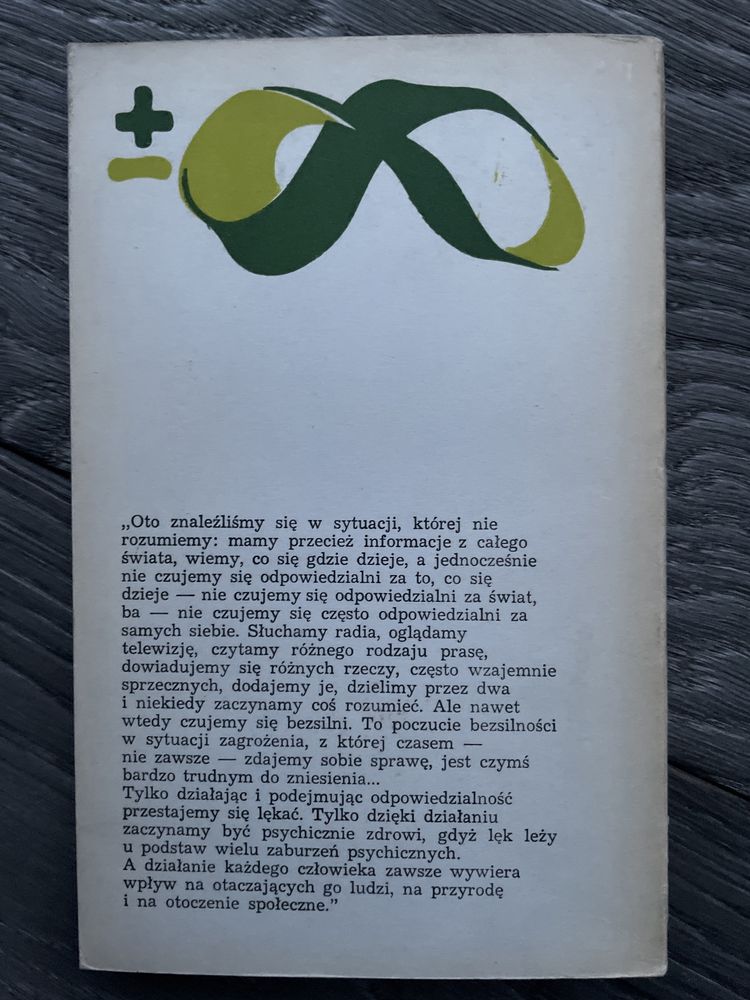 ±∞
„Oto znaleźliśmy się w sytuacji, której nie
rozumiemy: mamy przecież informacje z całego
świata, wiemy, co się gdzie dzieje, a jednocześnie
nie czujemy się odpowiedzialni za to, co się
dzieje — nie czujemy się odpowiedzialni za świat,
ba — nie czujemy się często odpowiedzialni za
samych siebie. Słuchamy radia, oglądamy
telewizję, czytamy różnego rodzaju prasę,
dowiadujemy się różnych rzeczy, często wzajemnie
sprzecznych, dodajemy je, dzielimy przez dwa
i niekiedy zaczynamy coś rozumieć. Ale nawet
wtedy czujemy się bezsilni. To poczucie bezsilności
w sytuacji zagrożenia, z której czasem —
nie zawsze — zdajemy sobie sprawę, jest czymś
bardzo trudnym do zniesienia...
Tylko działając i podejmując odpowiedzialność
przestajemy się lękać. Tylko dzięki działaniu
zaczynamy być psychicznie zdrowi, gdyż lęk leży
u podstaw wielu zaburzeń psychicznych.
A działanie każdego człowieka zawsze wywiera
wpływ na otaczających go ludzi, na przyrodę
i na otoczenie społeczne.”